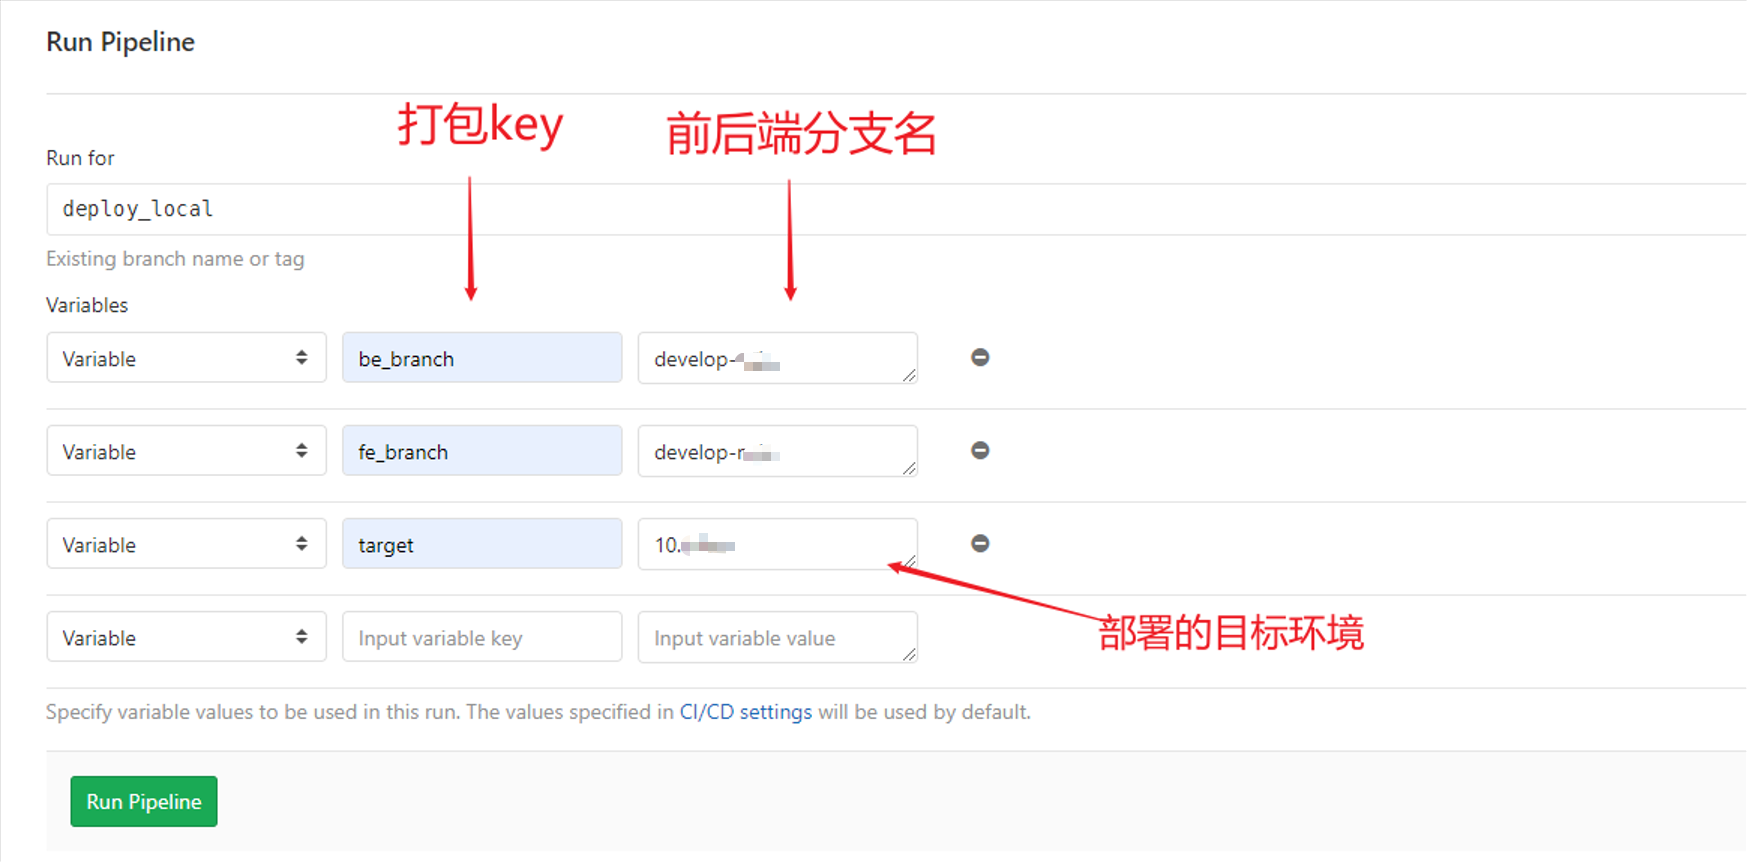 Run Pipeline
打包key
前后端分支名
Run for
deploy_local
Existing branch name or tag
Variables
Variable be_branch develop-
Variable fe_branch develop-r
Variable target 10.
部署的目标环境
Variable Input variable key Input variable value
Specify variable values to be used in this run. The values specified in CI/CD settings will be used by default.
Run Pipeline